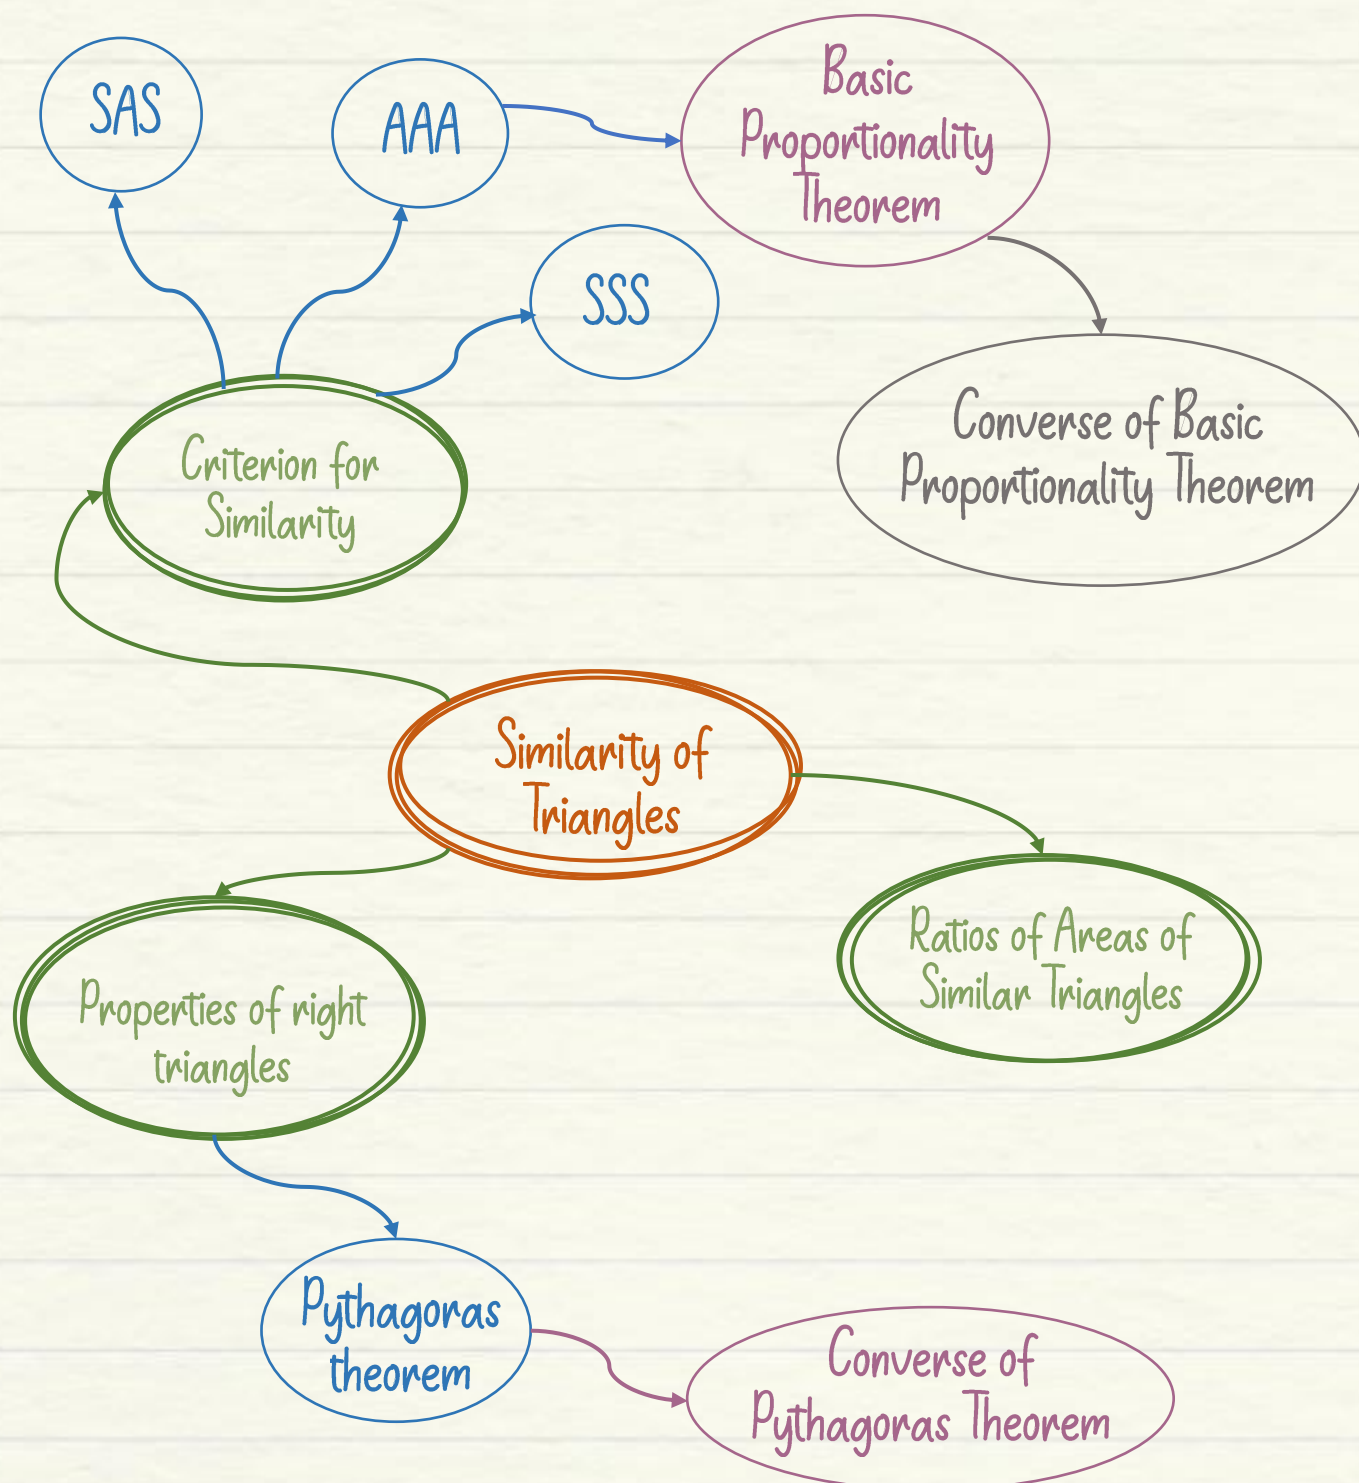 SAS
AAA
Basic
Proportionality
Theorem
SSS
Converse of Basic
Proportionality Theorem
Criterion for
Similarity
Similarity of
Triangles
Ratios of Areas of
Similar Triangles
Properties of right
triangles
Pythagoras
theorem
Converse of
Pythagoras Theorem